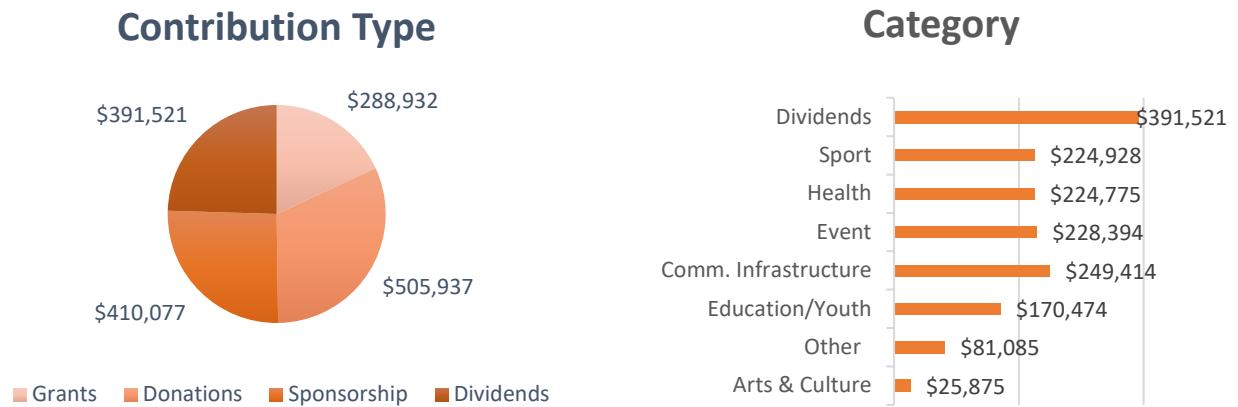 Contribution Type
$391,521
$288,932
$410,077
$505,937
Grants Donations Sponsorship Dividends
Category
Dividends $391,521
Sport $224,928
Health $224,775
Event $228,394
Comm. Infrastructure $249,414
Education/Youth $170,474
Other $81,085
Arts & Culture $25,875